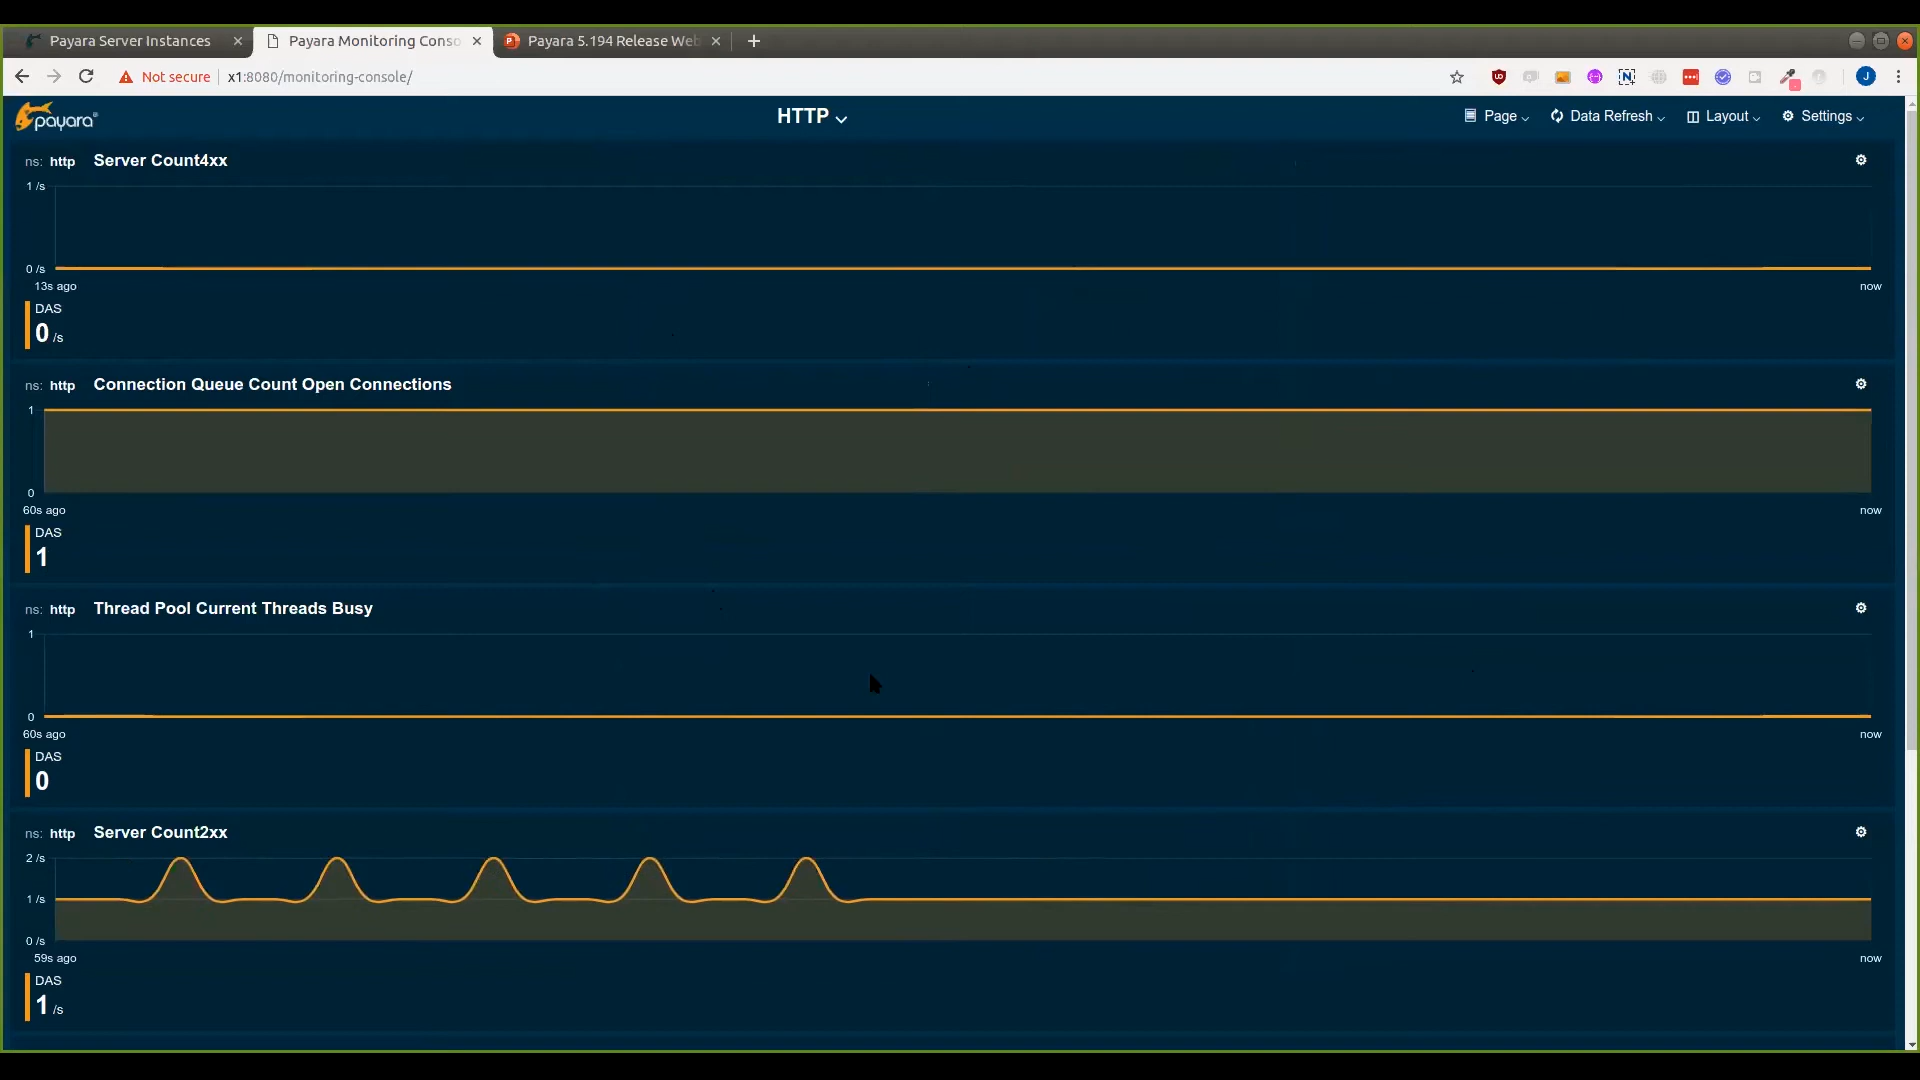 Payara Server Instances
Payara Monitoring Conso
Payara 5.194 Release Web
Not secure
x1:8080/monitoring-console/
J
payara
HTTP
Page
Data Refresh
Layout
Settings
ns: http Server Count4xx
1 /s
0 /s
13s ago
now
DAS
0 /s
ns: http Connection Queue Count Open Connections
1
0
60s ago
now
DAS
1
ns: http Thread Pool Current Threads Busy
1
0
60s ago
now
DAS
0
ns: http Server Count2xx
2 /s
1 /s
0 /s
59s ago
now
DAS
1 /s